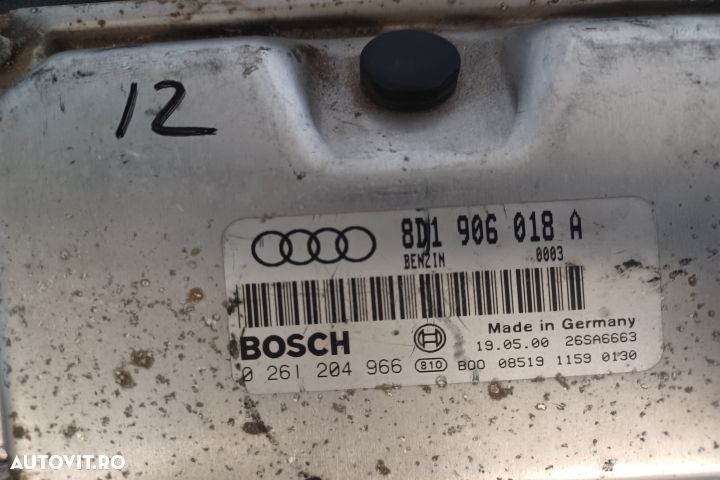 12
8D1 906 018 A
BENZIN 0003
BOSCH
Made in Germany
19.05.00 26SA6663
0 261 204 966 810 B00 08519 1159 0130
AUTOVIT.RO